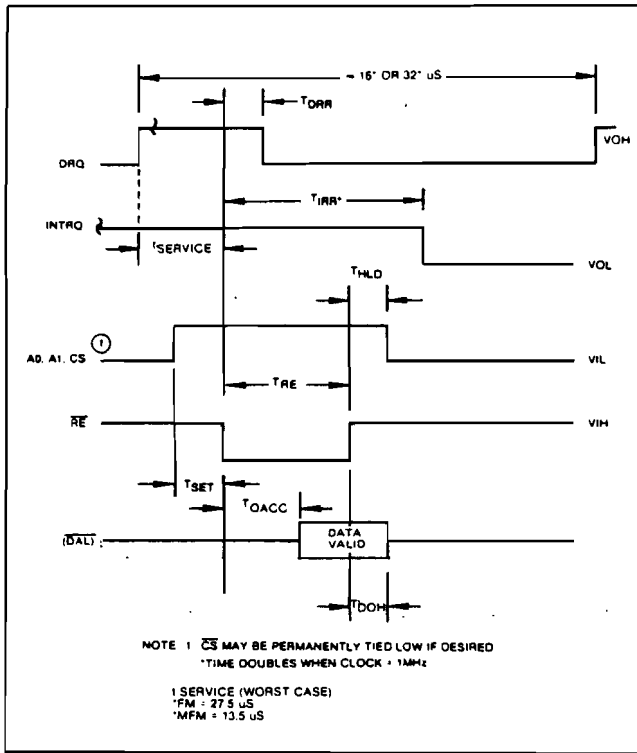 ≈ 16* OR 32* uS
TDRR
VOH
DRQ
TIRR*
INTRQ
tSERVICE
VOL
THLD
1
A0, A1, CS
VIL
TRE
RE
VIH
TSET
TDACC
(DAL)
DATA
VALID
TDOH
NOTE 1 CS MAY BE PERMANENTLY TIED LOW IF DESIRED
*TIME DOUBLES WHEN CLOCK = 1MHz
t SERVICE (WORST CASE)
*FM = 27.5 uS
*MFM = 13.5 uS